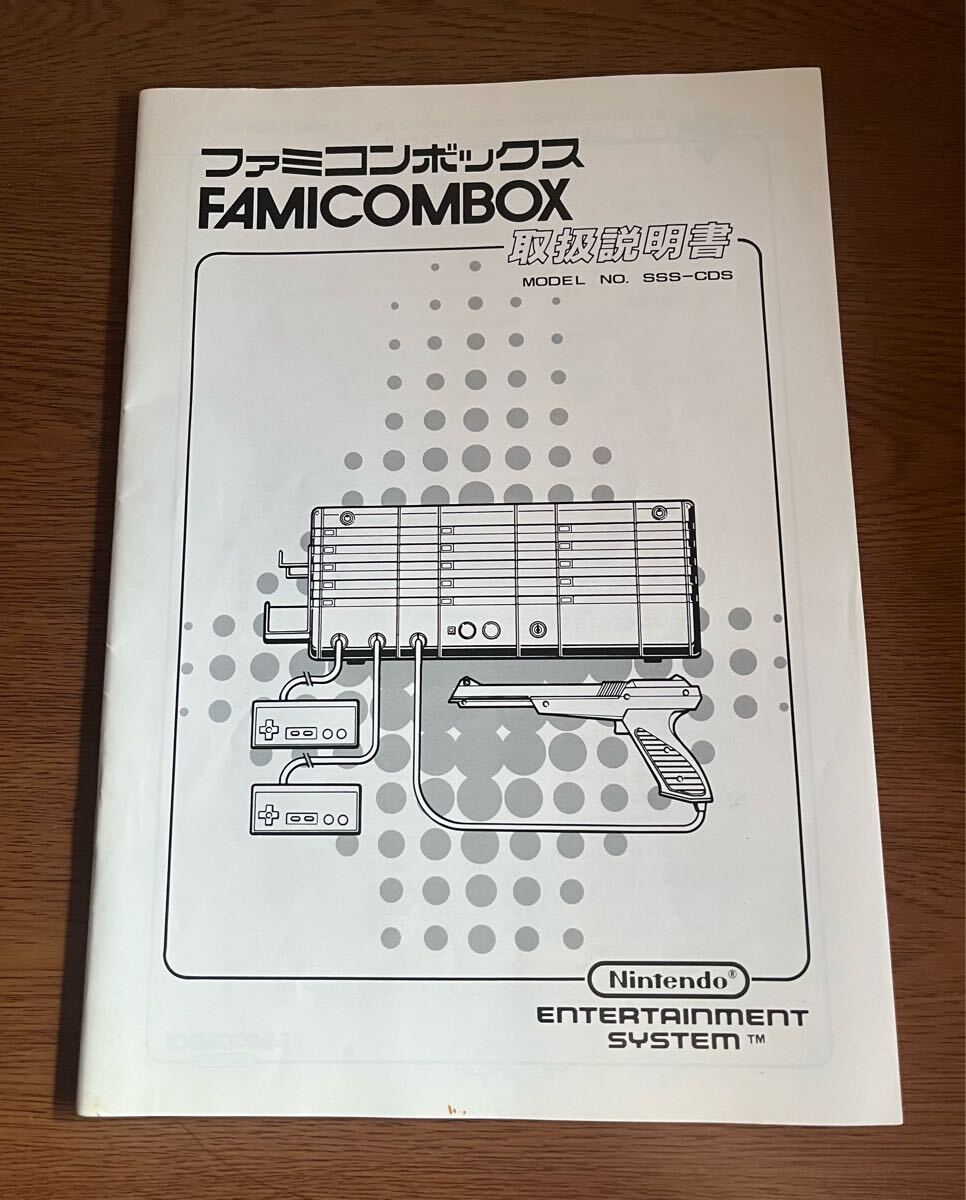 ファミコンボックス
FAMICOMBOX
取扱説明書
MODEL NO. SSS-CDS
Nintendo®
ENTERTAINMENT
SYSTEM™